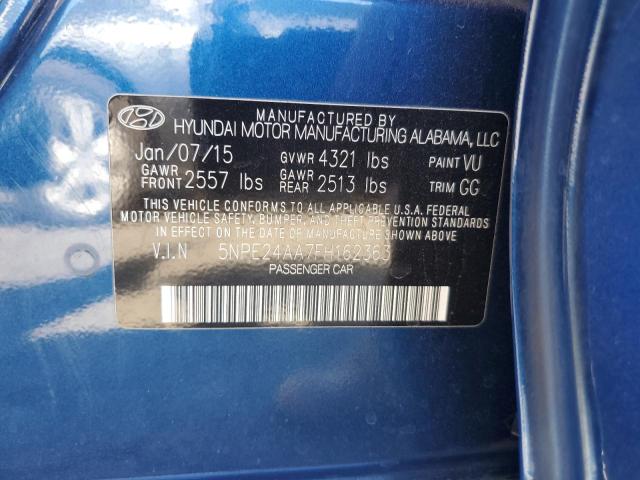 MANUFACTURED BY
HYUNDAI MOTOR MANUFACTURING ALABAMA, LLC
Jan/07/15 GVWR 4321 lbs PAINT VU
GAWR FRONT 2557 lbs GAWR REAR 2513 lbs TRIM GG
THIS VEHICLE CONFORMS TO ALL APPLICABLE U.S.A. FEDERAL
MOTOR VEHICLE SAFETY, BUMPER, AND THEFT PREVENTION STANDARDS
IN EFFECT ON THE DATE OF MANUFACTURE SHOWN ABOVE.
V.I.N 5NPE24AA7FH162363
PASSENGER CAR